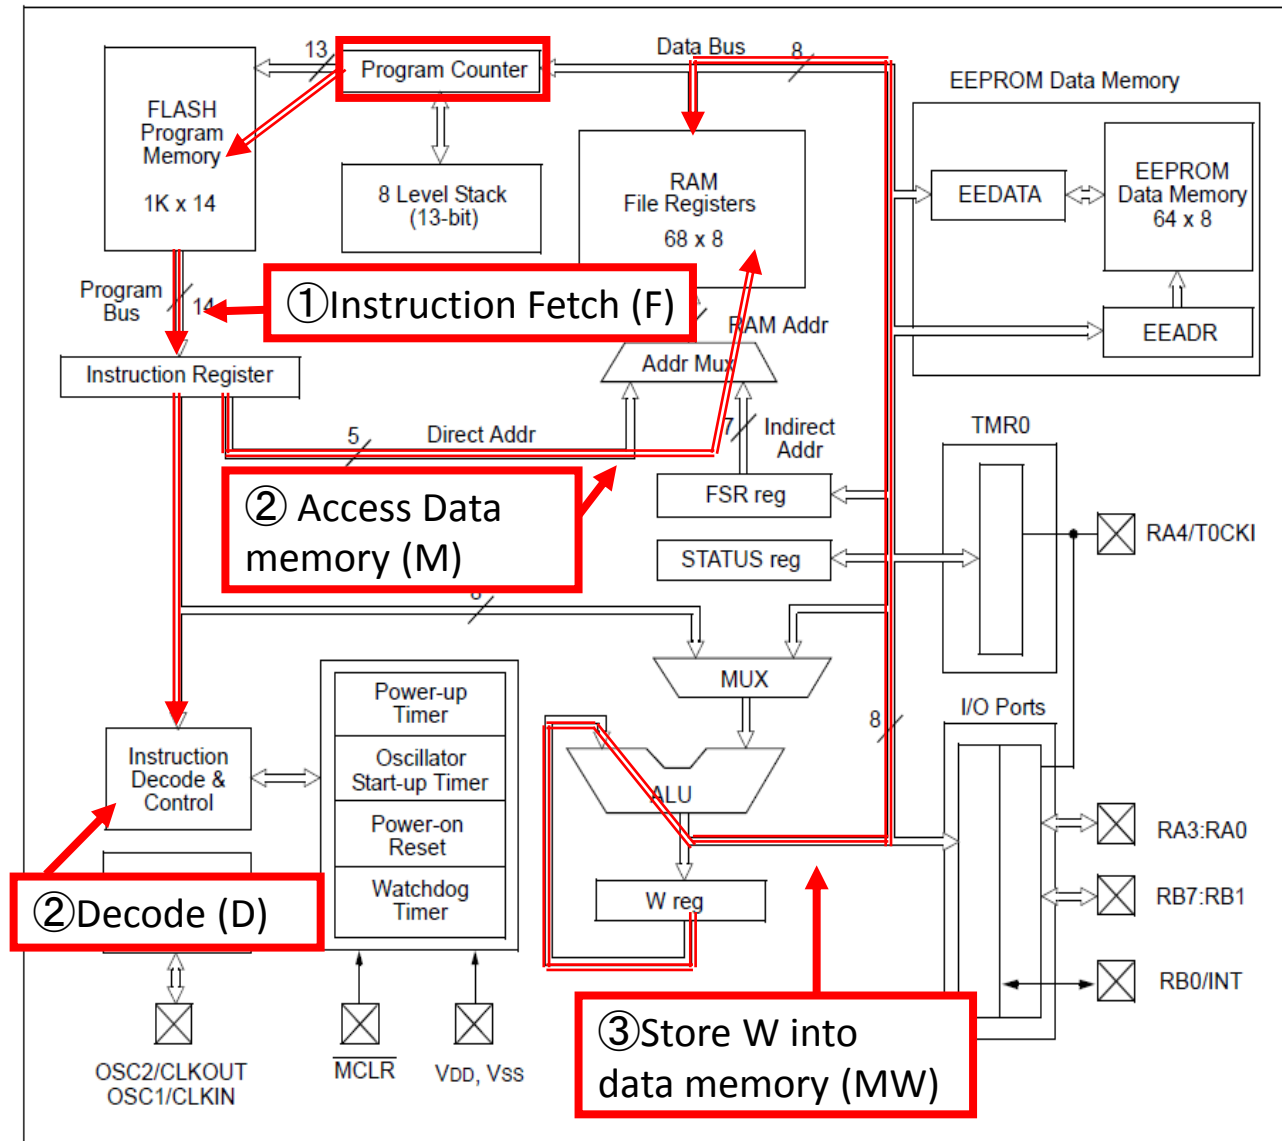 13
Program Counter
Data Bus
8
EEPROM Data Memory
FLASH
Program
Memory
1K x 14
8 Level Stack
(13-bit)
RAM
File Registers
68 x 8
EEDATA
EEPROM
Data Memory
64 x 8
EEADR
Program
Bus
14
①Instruction Fetch (F)
RAM Addr
Addr Mux
Instruction Register
5
Direct Addr
7
Indirect
Addr
TMR0
② Access Data
memory (M)
FSR reg
STATUS reg
RA4/T0CKI
8
MUX
Power-up
Timer
Oscillator
Start-up Timer
Power-on
Reset
Watchdog
Timer
Instruction
Decode &
Control
8
I/O Ports
ALU
W reg
RA3:RA0
RB7:RB1
RB0/INT
②Decode (D)
③Store W into
data memory (MW)
OSC2/CLKOUT
OSC1/CLKIN
MCLR
VDD, VSS